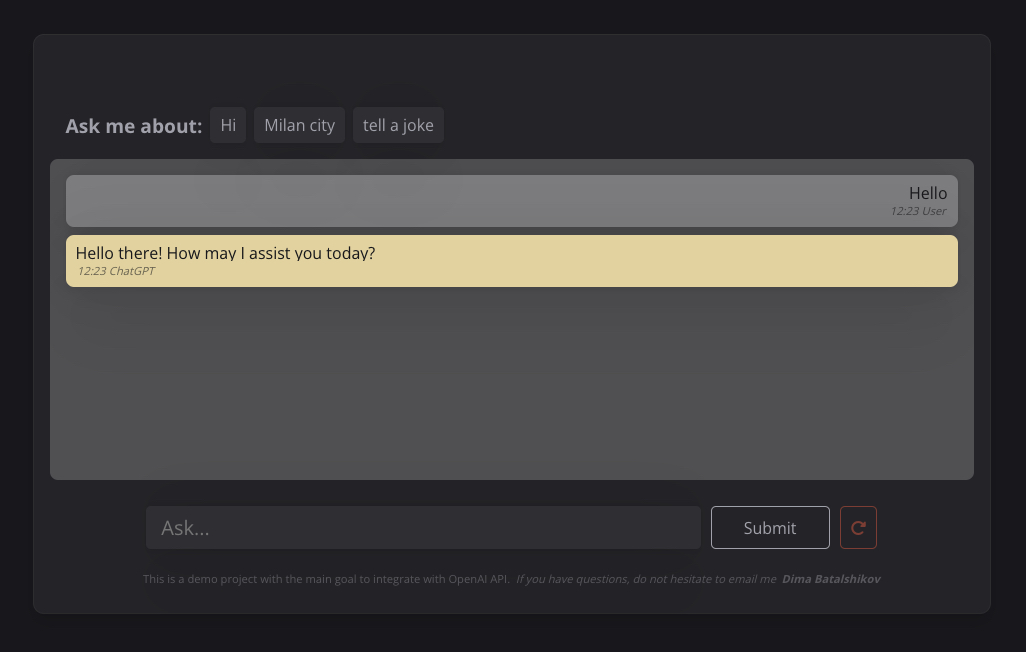 Ask me about: Hi Milan city tell a joke
Hello
12:23 User
Hello there! How may I assist you today?
12:23 ChatGPT
Ask...
Submit
This is a demo project with the main goal to integrate with OpenAI API. If you have questions, do not hesitate to email me Dima Batalshikov